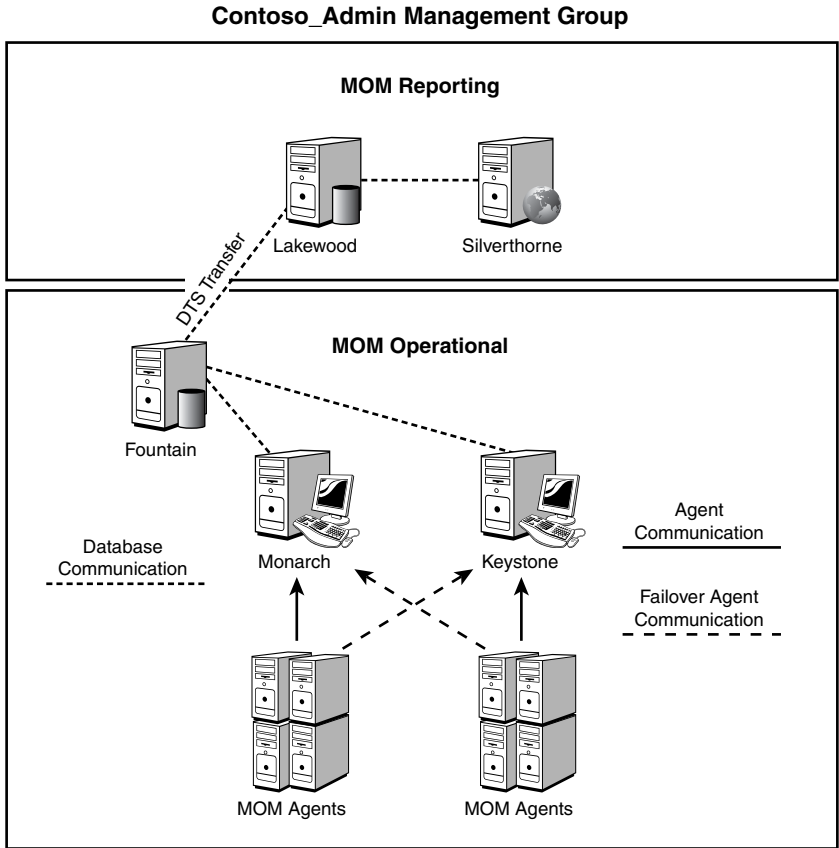 Contoso_Admin Management Group
MOM Reporting
Lakewood
Silverthorne
DTS Transfer
MOM Operational
Fountain
Monarch
Keystone
Agent
Communication
Database
Communication
Failover Agent
Communication
MOM Agents
MOM Agents